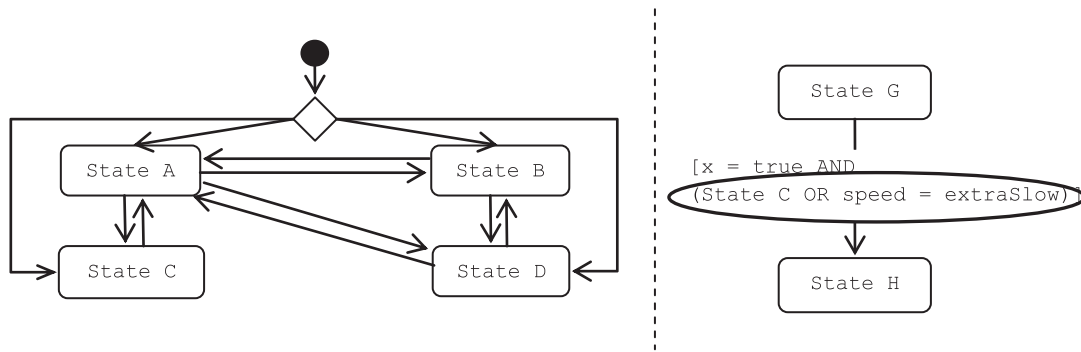 State A
State B
State C
State D
State G
[x = true AND
(State C OR speed = extraSlow)]
State H